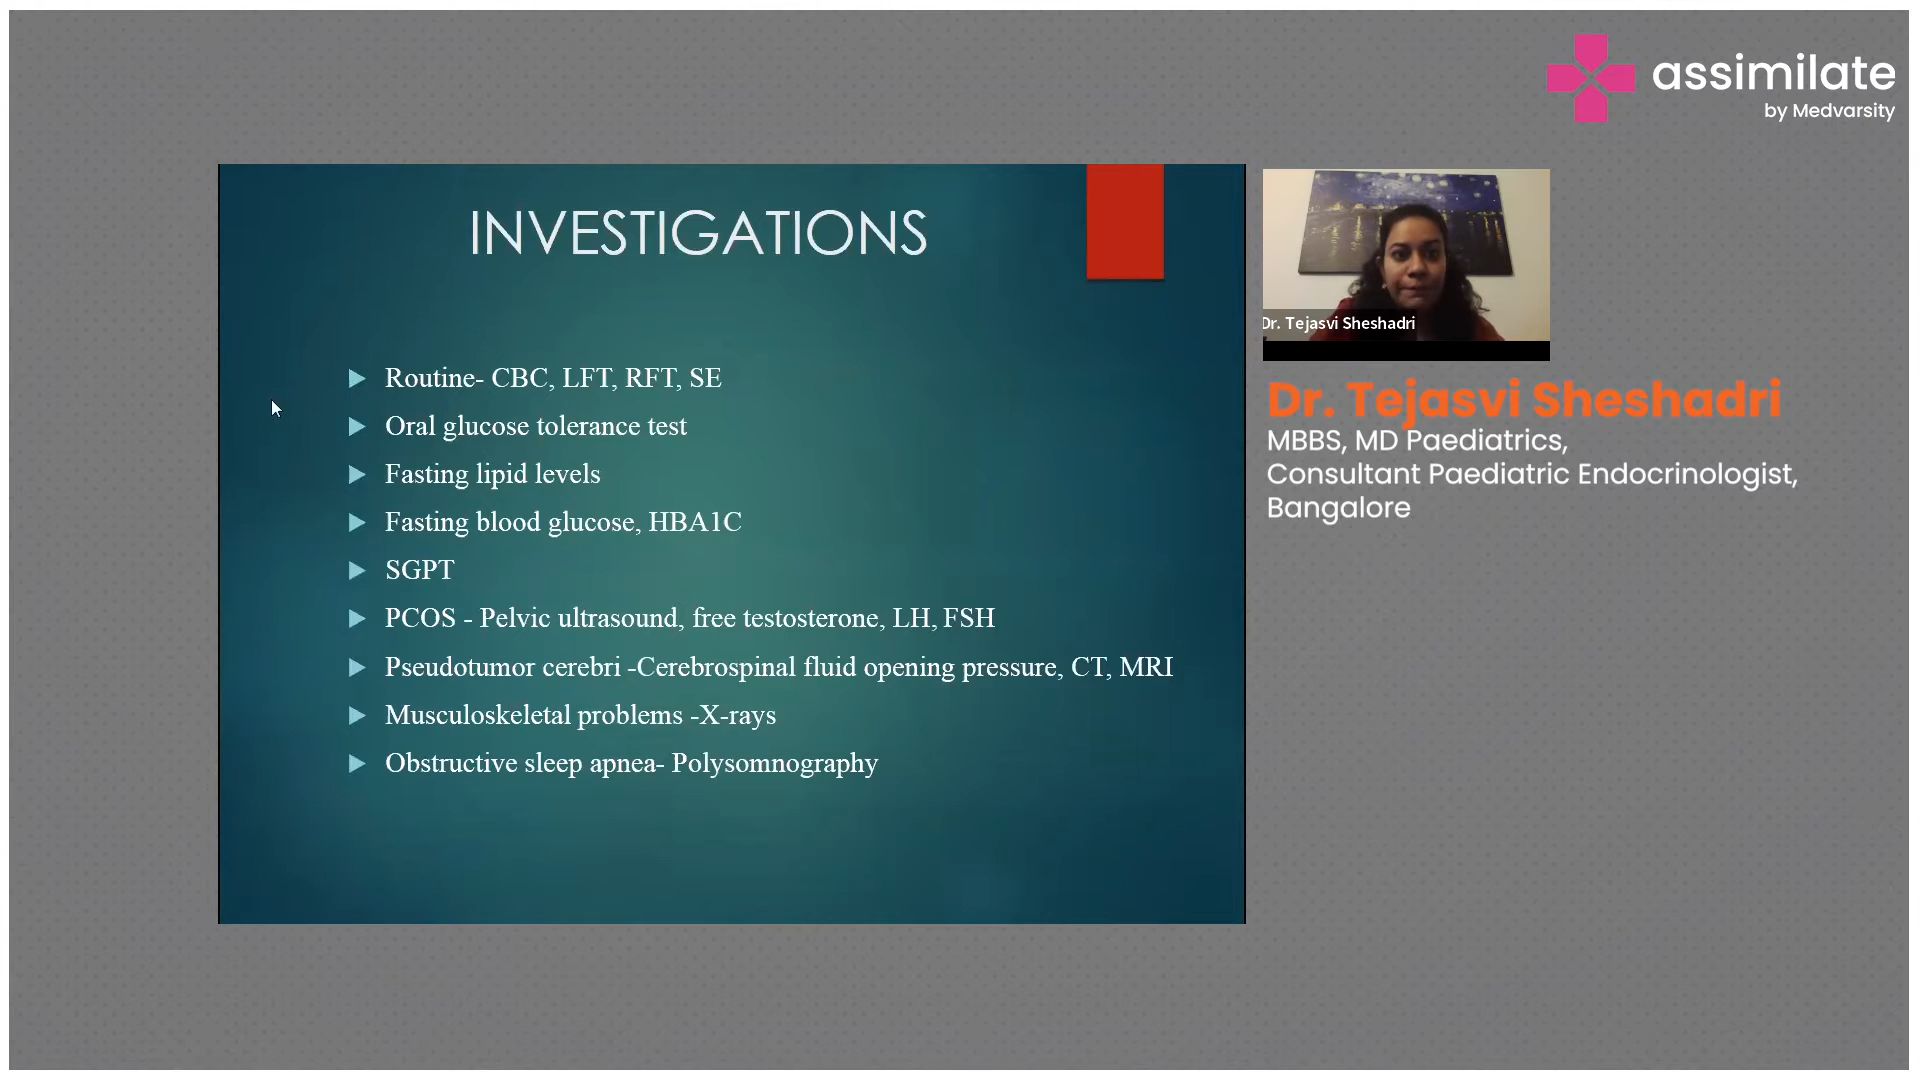 assimilate
by Medvarsity
INVESTIGATIONS
Routine- CBC, LFT, RFT, SE
Oral glucose tolerance test
Fasting lipid levels
Fasting blood glucose, HBA1C
SGPT
PCOS - Pelvic ultrasound, free testosterone, LH, FSH
Pseudotumor cerebri -Cerebrospinal fluid opening pressure, CT, MRI
Musculoskeletal problems -X-rays
Obstructive sleep apnea- Polysomnography
Dr. Tejasvi Sheshadri
Dr. Tejasvi Sheshadri
MBBS, MD Paediatrics,
Consultant Paediatric Endocrinologist,
Bangalore